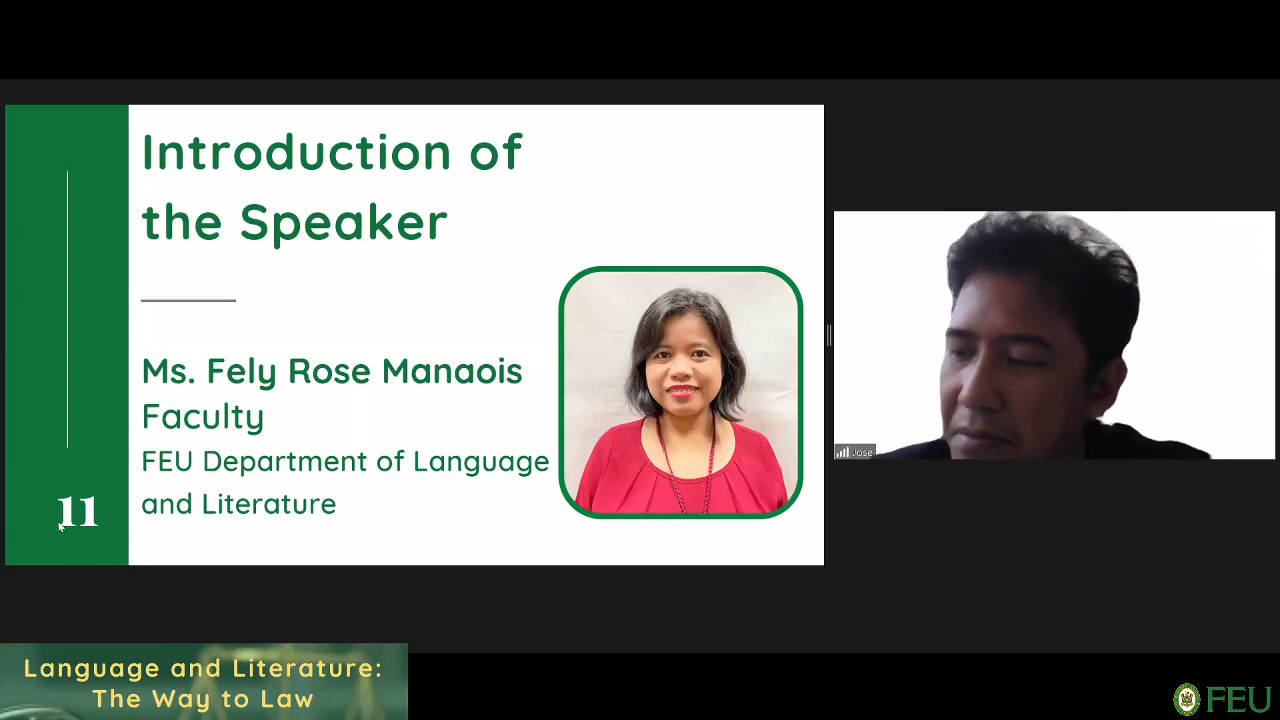 Introduction of
the Speaker
Ms. Fely Rose Manaois
Faculty
FEU Department of Language
and Literature
11
Jose
Language and Literature:
The Way to Law
FEU